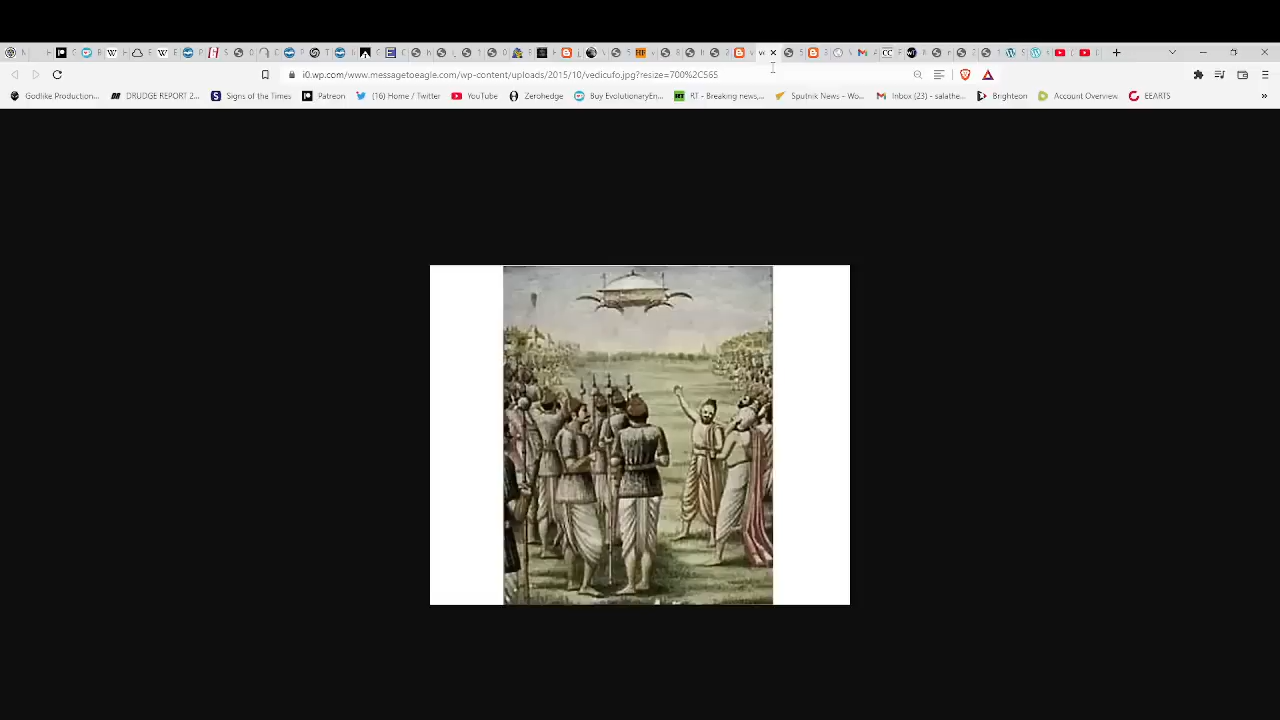 i0.wp.com/www.messagetoeagle.com/wp-content/uploads/2015/10/vedicufo.jpg?resize=700%2C565
Godlike Production... DRUDGE REPORT 2... Signs of the Times Patreon (16) Home / Twitter YouTube Zerohedge Buy EvolutionaryEn... RT - Breaking news,... Sputnik News - Wo... Inbox (23) - salathe... Brighteon Account Overview EEARTS »